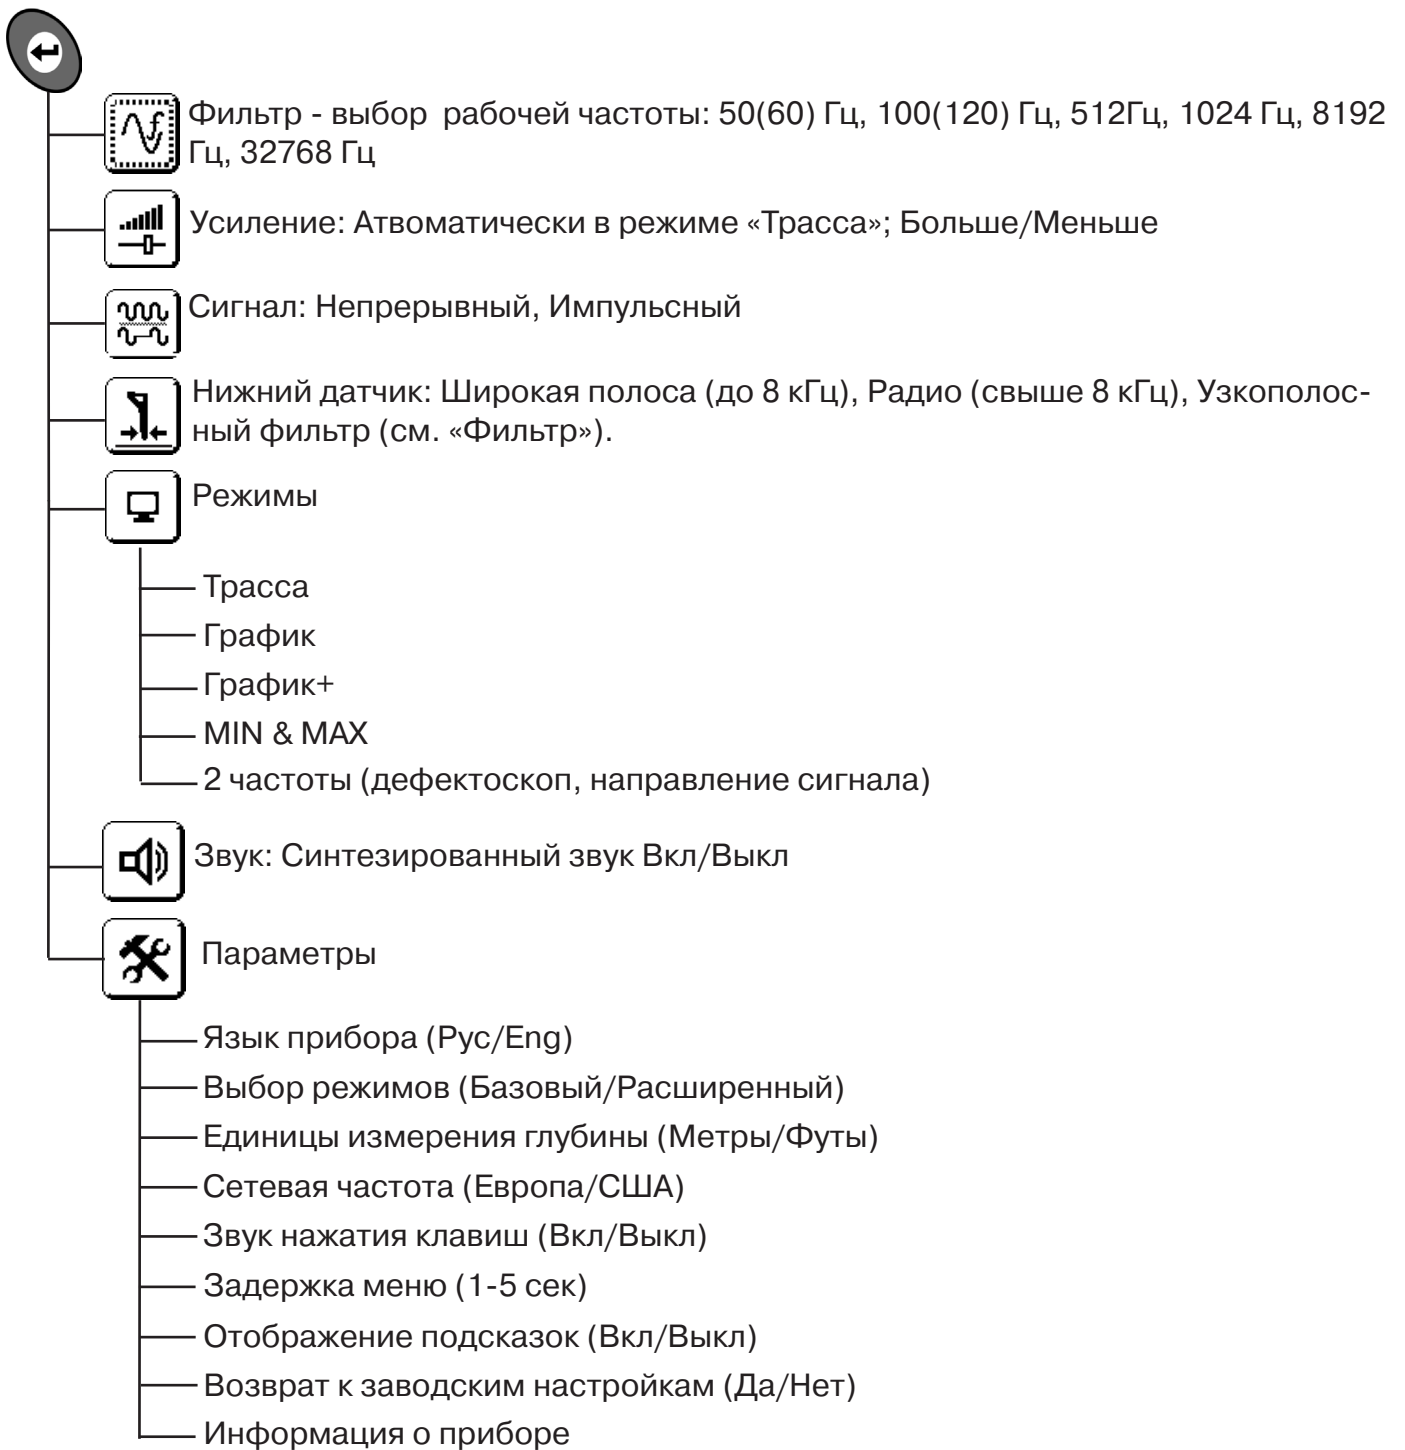 Фильтр - выбор рабочей частоты: 50(60) Гц, 100(120) Гц, 512Гц, 1024 Гц, 8192
Гц, 32768 Гц
Усиление: Атвоматически в режиме «Трасса»; Больше/Меньше
Сигнал: Непрерывный, Импульсный
Нижний датчик: Широкая полоса (до 8 кГц), Радио (свыше 8 кГц), Узкополос-
ный фильтр (см. «Фильтр»).
Режимы
Трасса
График
График+
MIN & MAX
2 частоты (дефектоскоп, направление сигнала)
Звук: Синтезированный звук Вкл/Выкл
Параметры
Язык прибора (Рус/Eng)
Выбор режимов (Базовый/Расширенный)
Единицы измерения глубины (Метры/Футы)
Сетевая частота (Европа/США)
Звук нажатия клавиш (Вкл/Выкл)
Задержка меню (1-5 сек)
Отображение подсказок (Вкл/Выкл)
Возврат к заводским настройкам (Да/Нет)
Информация о приборе